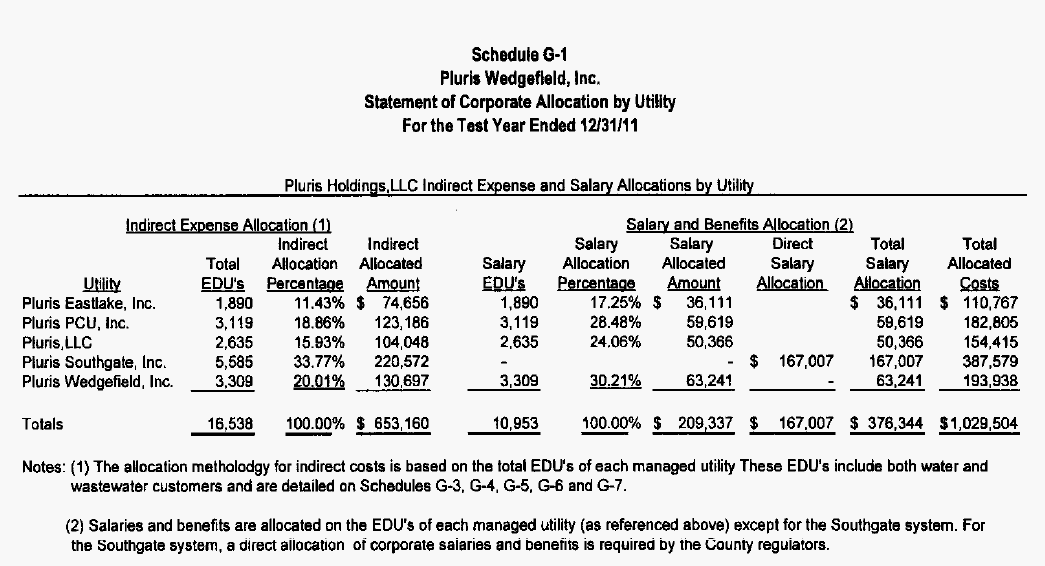 Schedule G-1
Pluris Wedgefield, Inc.
Statement of Corporate Allocation by Utility
For the Test Year Ended 12/31/11
Pluris Holdings,LLC Indirect Expense and Salary Allocations by Utility
Indirect Expense Allocation (1) Salary and Benefits Allocation (2)
Indirect Indirect Salary Salary Direct Total Total
Total Allocation Allocated Salary Allocation Allocated Salary Salary Allocated
Utility EDU's Percentage Amount EDU's Percentage Amount Allocation Allocation Costs
Pluris Eastlake, Inc. 1,890 11.43% $ 74,656 1,890 17.25% $ 36,111 $ 36,111 $ 110,767
Pluris PCU, Inc. 3,119 18.86% 123,186 3,119 28.48% 59,619 59,619 182,805
Pluris,LLC 2,635 15.93% 104,048 2,635 24.06% 50,366 50,366 154,415
Pluris Southgate, Inc. 5,585 33.77% 220,572 - - $ 167,007 167,007 387,579
Pluris Wedgefield, Inc. 3,309 20.01% 130,697 3,309 30.21% 63,241 - 63,241 193,938
Totals 16,538 100.00% $ 653,160 10,953 100.00% $ 209,337 $ 167,007 $ 376,344 $1,029,504
Notes: (1) The allocation metholodgy for indirect costs is based on the total EDU's of each managed utility These EDU's include both water and
wastewater customers and are detailed on Schedules G-3, G-4, G-5, G-6 and G-7.
(2) Salaries and benefits are allocated on the EDU's of each managed utility (as referenced above) except for the Southgate system. For
the Southgate system, a direct allocation of corporate salaries and benefits is required by the County regulators.